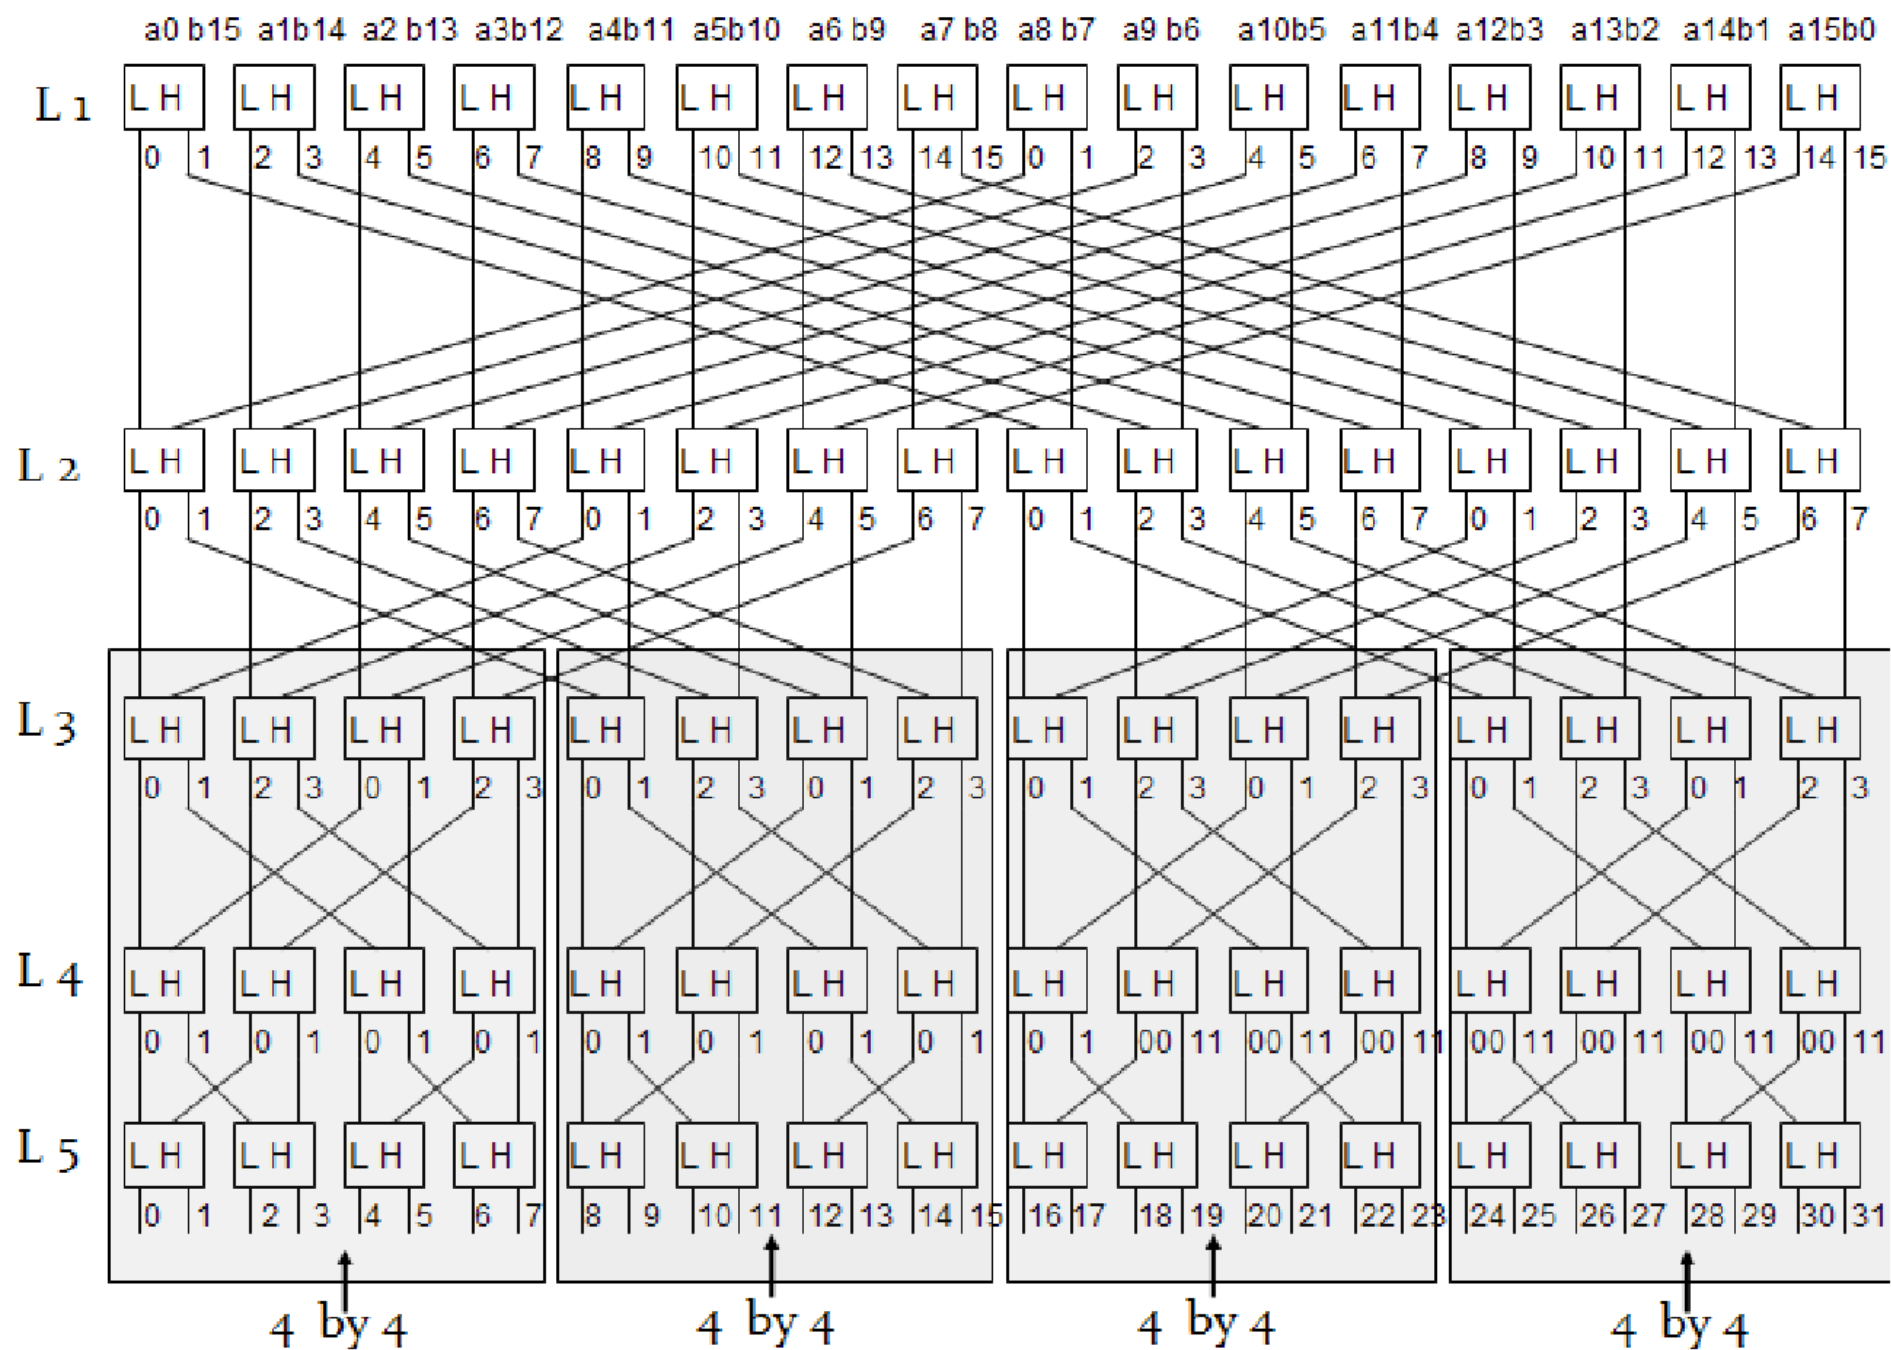 a0 b15 a1b14 a2 b13 a3b12 a4b11 a5b10 a6 b9 a7 b8 a8 b7 a9 b6 a10b5 a11b4 a12b3 a13b2 a14b1 a15b0
L 1 L H L H L H L H L H L H L H L H L H L H L H L H L H L H L H L H
0 1 2 3 4 5 6 7 8 9 10 11 12 13 14 15 0 1 2 3 4 5 6 7 8 9 10 11 12 13 14 15
L 2 L H L H L H L H L H L H L H L H L H L H L H L H L H L H L H L H
0 1 2 3 4 5 6 7 0 1 2 3 4 5 6 7 0 1 2 3 4 5 6 7 0 1 2 3 4 5 6 7
L 3 L H L H L H L H L H L H L H L H L H L H L H L H L H L H L H L H
0 1 2 3 0 1 2 3 0 1 2 3 0 1 2 3 0 1 2 3 0 1 2 3 0 1 2 3 0 1 2 3
L 4 L H L H L H L H L H L H L H L H L H L H L H L H L H L H L H L H
0 1 0 1 0 1 0 1 0 1 0 1 0 1 0 1 0 1 00 11 00 11 00 11 00 11 00 11 00 11 00 11
L 5 L H L H L H L H L H L H L H L H L H L H L H L H L H L H L H L H
0 1 2 3 4 5 6 7 8 9 10 11 12 13 14 15 16 17 18 19 20 21 22 23 24 25 26 27 28 29 30 31
4 by 4 4 by 4 4 by 4 4 by 4